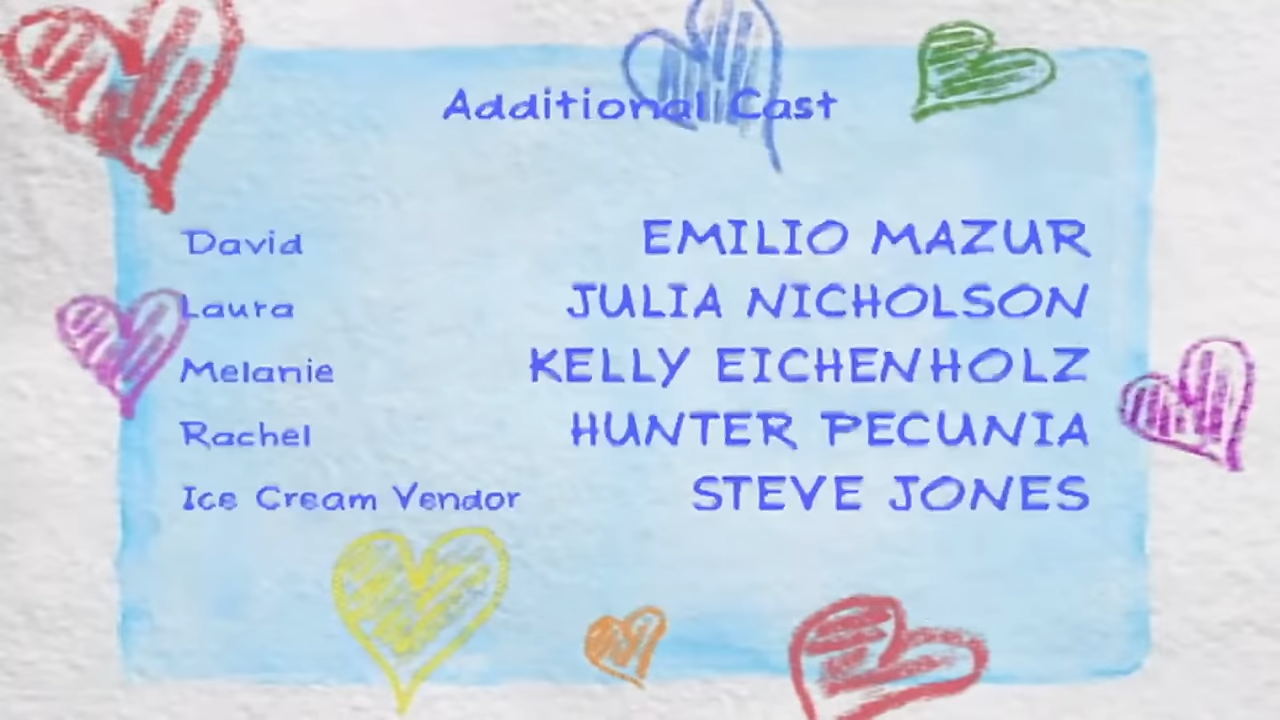 Additional Cast
David EMILIO MAZUR
Laura JULIA NICHOLSON
Melanie KELLY EICHENHOLZ
Rachel HUNTER PECUNIA
Ice Cream Vendor STEVE JONES